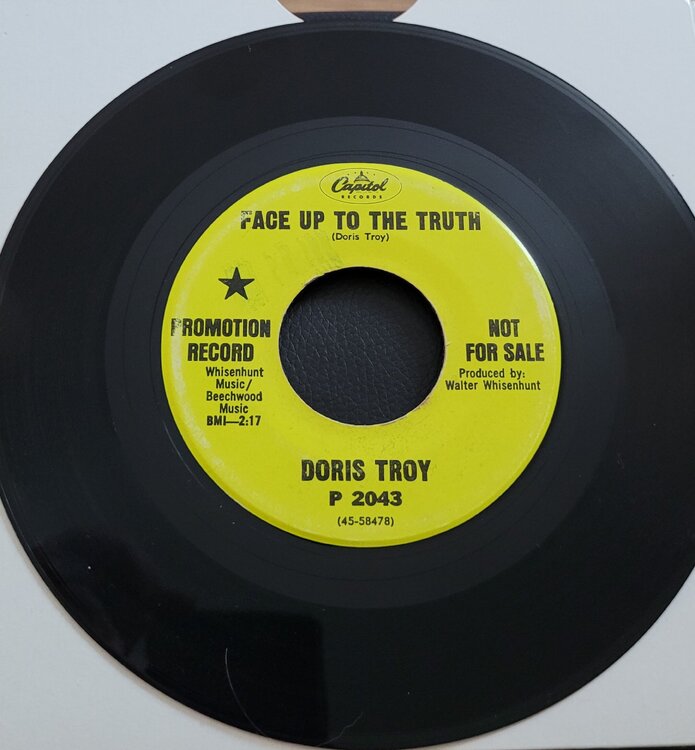 Capitol
RECORDS
FACE UP TO THE TRUTH
(Doris Troy)
PROMOTION
RECORD
Whisenhunt
Music/
Beechwood
Music
BMI—2:17
NOT
FOR SALE
Produced by:
Walter Whisenhunt
DORIS TROY
P 2043
(45-58478)